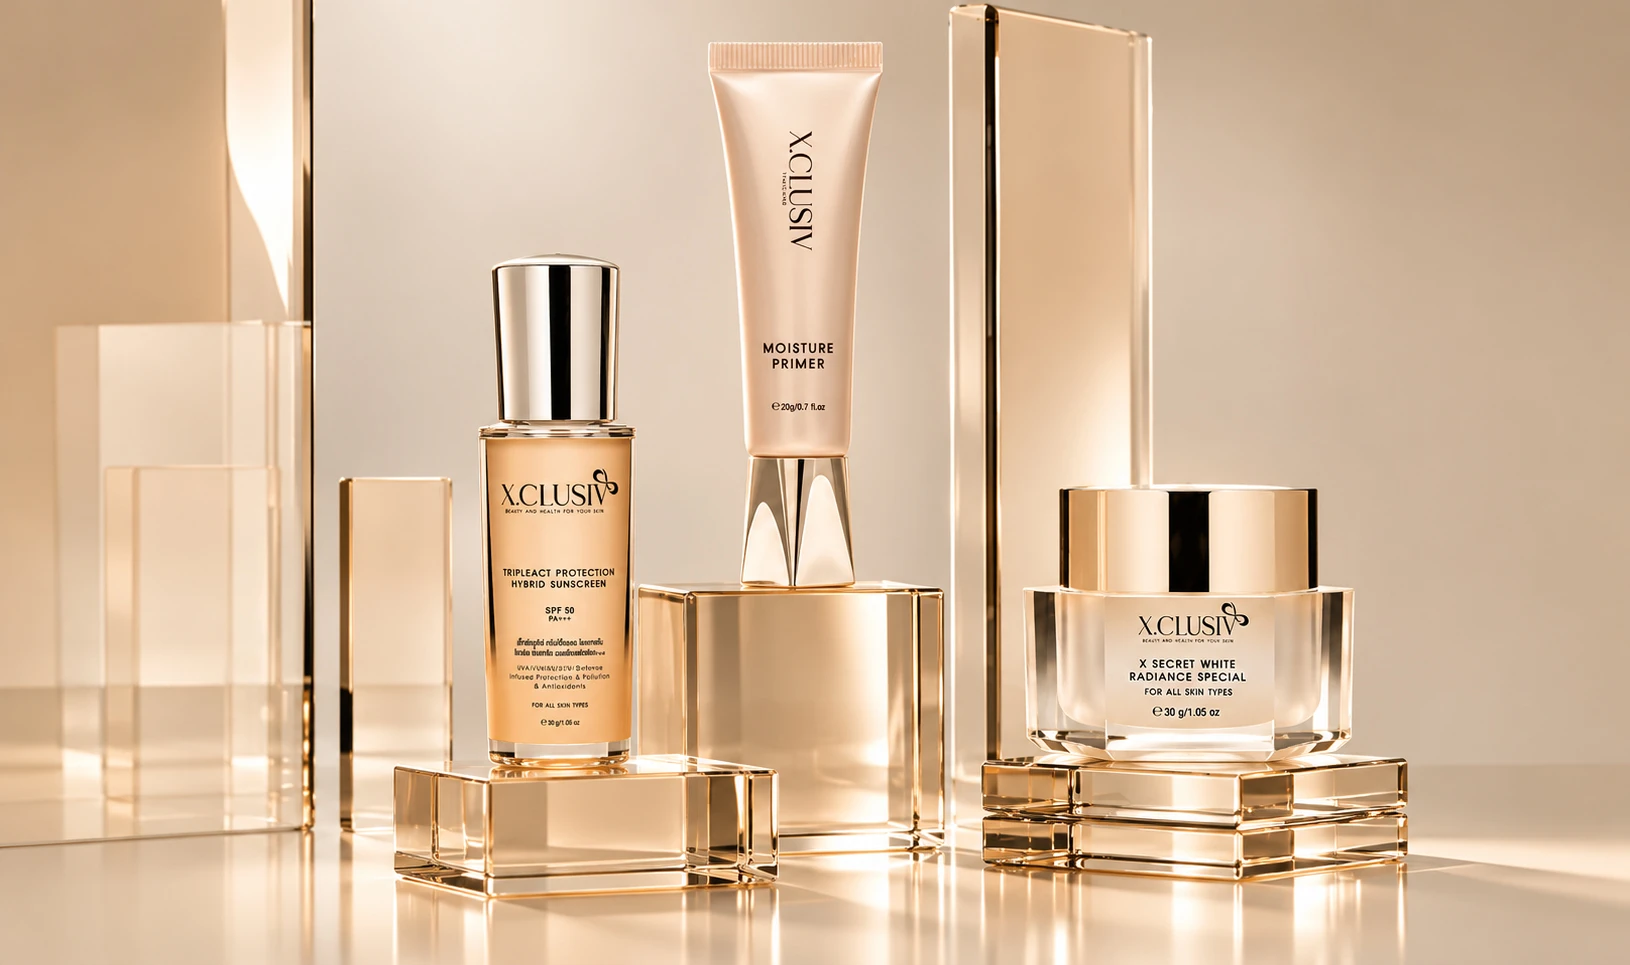 X.CLUSIV
BEAUTY AND HEALTH FOR YOUR SKIN
TRIPLEACT PROTECTION
HYBRID SUNSCREEN
SPF 50
PA+++
Infused Protection & Pollution
& Antioxidents
FOR ALL SKIN TYPES
℮ 30 g/1.05 oz
X.CLUSIV
MOISTURE
PRIMER
℮ 20g/0.7 fl.oz
X.CLUSIV
BEAUTY AND HEALTH FOR YOUR SKIN
X SECRET WHITE
RADIANCE SPECIAL
FOR ALL SKIN TYPES
℮ 30 g/1.05 oz